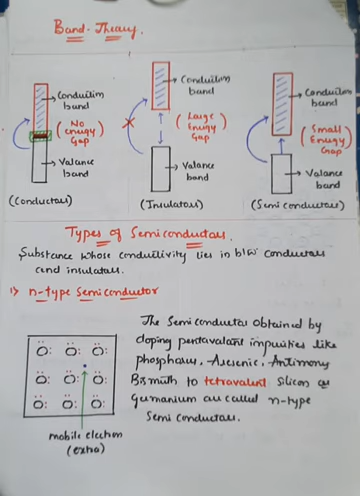 Band-Theory.
Conduction band
(No energy Gap)
Valance band
(Conductors)
Conduction band
(Large Energy Gap)
Valance band
(Insulators)
Conduction band
(Small Energy Gap)
Valance band
(Semi conductors)
Types of Semiconductors.
Substance whose conductivity lies in b/w conductors
and insulators.
1) n-type Semiconductor
The Semiconductor obtained by
doping pentavalant impurities like
phosphorus, Arsesnic, Antimony
Bismuth to tetravalent silicon or
germanium are called n-type
Semi conductors.
mobile electron
(extra)